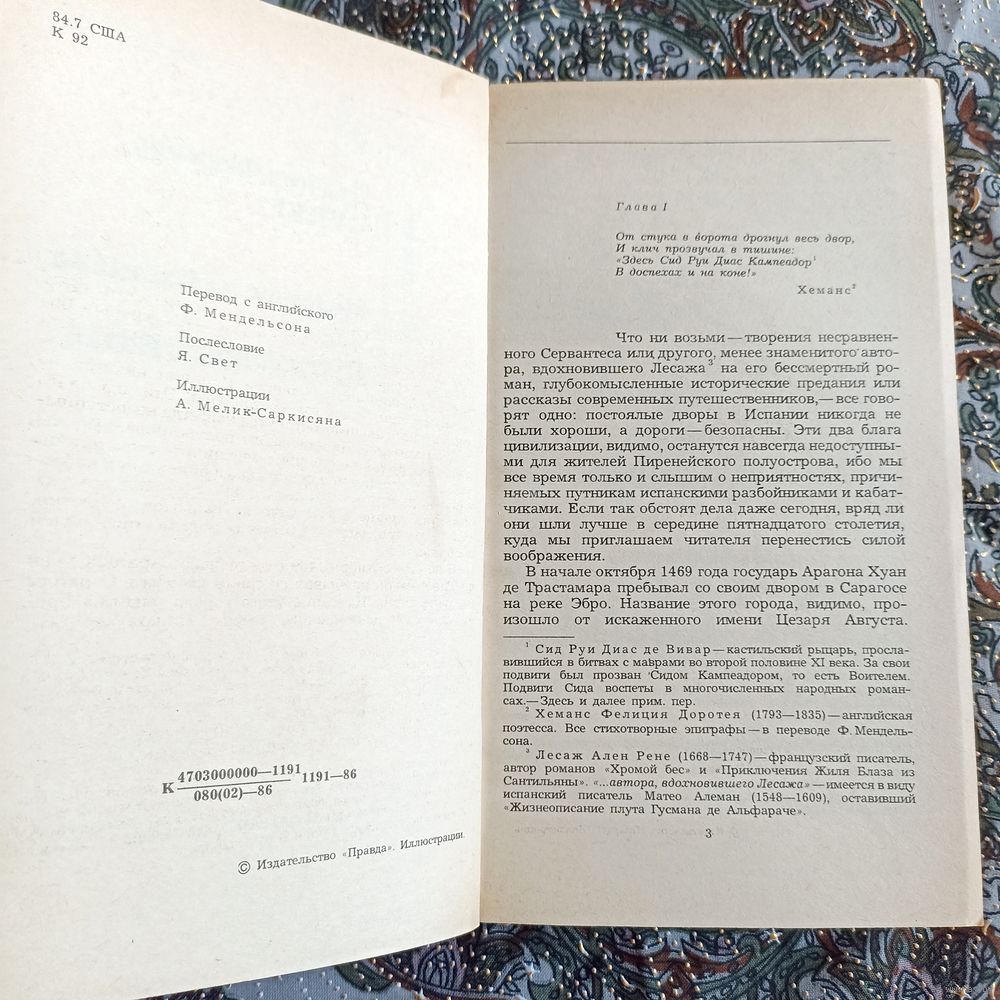 84.7 США
К 92
Перевод с английского
Ф. Мендельсона
Послесловие
Я. Свет
Иллюстрации
А. Мелик-Саркисяна
К 4703000000—1191 1191—86
080(02)—86
© Издательство «Правда». Иллюстрации.
Глава I
От стука в ворота дрогнул весь двор,
И клич прозвучал в тишине:
«Здесь Сид Руи Диас Кампеадор¹
В доспехах и на коне!»
Хеманс²
Что ни возьми—творения несравнен-
ного Сервантеса или другого, менее знаменитого авто-
ра, вдохновившего Лесажа³ на его бессмертный ро-
ман, глубокомысленные исторические предания или
рассказы современных путешественников,—все гово-
рят одно: постоялые дворы в Испании никогда не
были хороши, а дороги—безопасны. Эти два блага
цивилизации, видимо, останутся навсегда недоступны-
ми для жителей Пиренейского полуострова, ибо мы
все время только и слышим о неприятностях, причи-
няемых путникам испанскими разбойниками и кабат-
чиками. Если так обстоят дела даже сегодня, вряд ли
они шли лучше в середине пятнадцатого столетия,
куда мы приглашаем читателя перенестись силой
воображения.
В начале октября 1469 года государь Арагона Хуан
де Трастамара пребывал со своим двором в Сарагосе
на реке Эбро. Название этого города, видимо, про-
изошло от искаженного имени Цезаря Августа.
¹ Сид Руи Диас де Вивар—кастильский рыцарь, просла-
вившийся в битвах с маврами во второй половине XI века. За свои
подвиги был прозван Сидом Кампеадором, то есть Воителем.
Подвиги Сида воспеты в многочисленных народных роман-
сах.—Здесь и далее прим. пер.
² Хеманс Фелиция Доротея (1793—1835)—английская
поэтесса. Все стихотворные эпиграфы—в переводе Ф. Мендель-
сона.
³ Лесаж Ален Рене (1668—1747)—французский писатель,
автор романов «Хромой бес» и «Приключения Жиля Блаза из
Сантильяны». «...автора, вдохновившего Лесажа»—имеется в виду
испанский писатель Матео Алеман (1548—1609), оставивший
«Жизнеописание плута Гусмана де Альфараче».
3